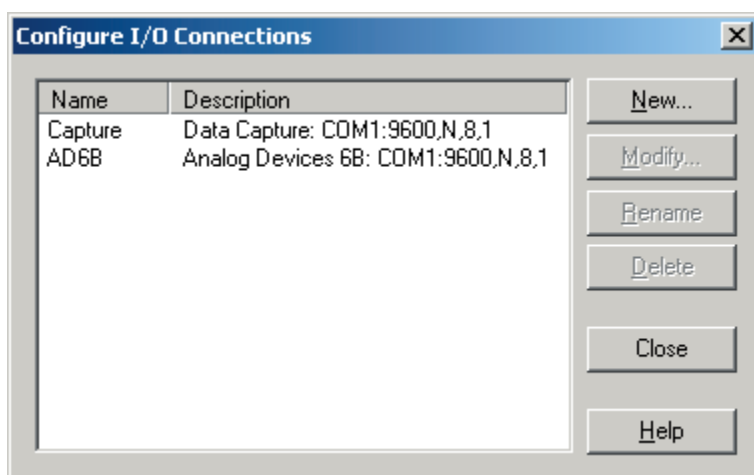 Configure I/O Connections
Name Description
Capture Data Capture: COM1:9600,N,8,1
AD6B Analog Devices 6B: COM1:9600,N,8,1
New...
Modify...
Rename
Delete
Close
Help